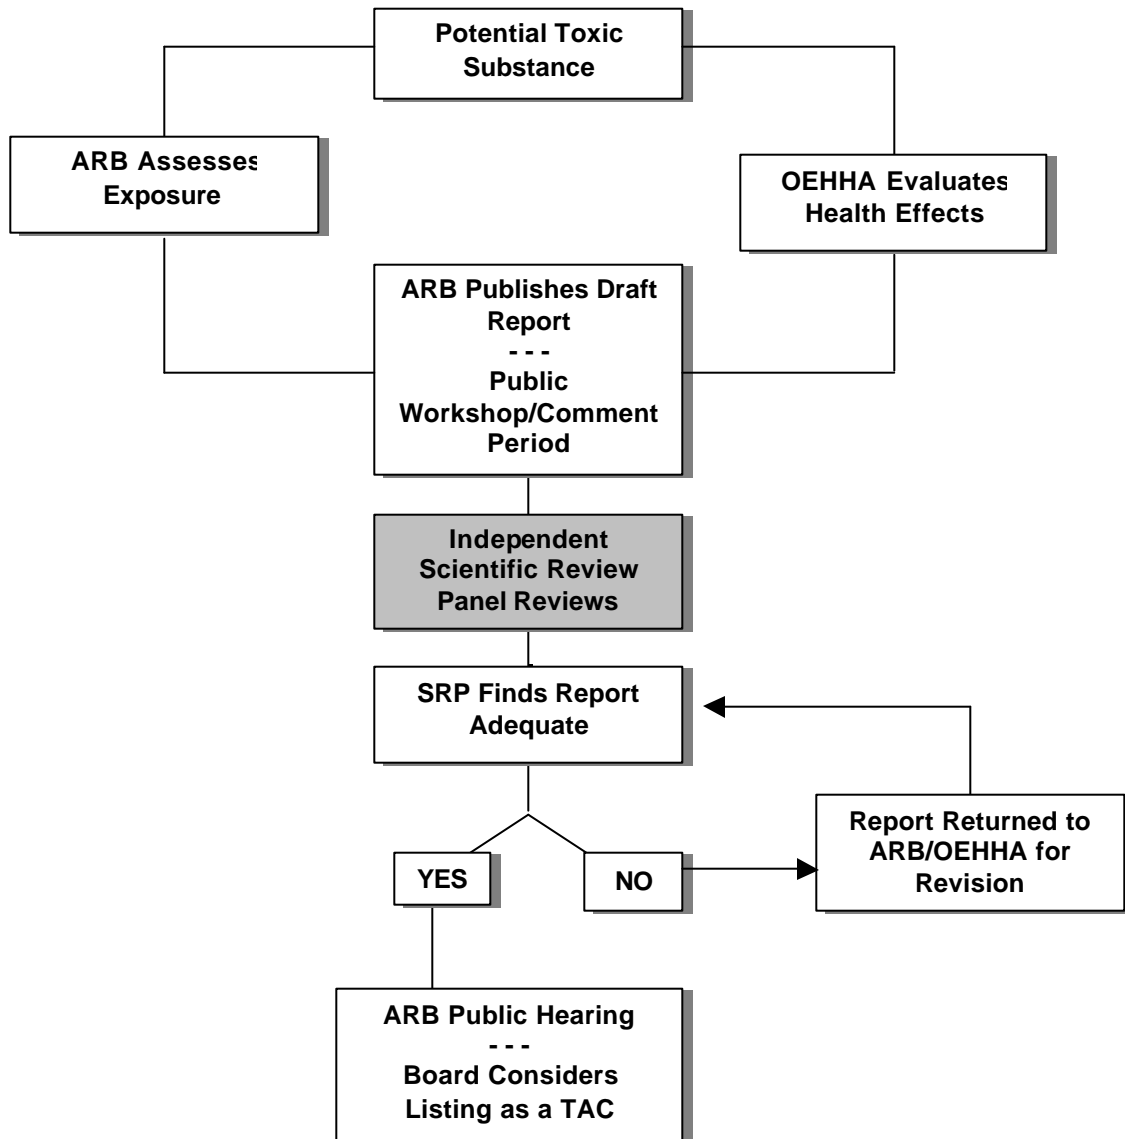 Potential Toxic
Substance
ARB Assesses
Exposure
OEHHA Evaluates
Health Effects
ARB Publishes Draft
Report
- - -
Public
Workshop/Comment
Period
Independent
Scientific Review
Panel Reviews
SRP Finds Report
Adequate
Report Returned to
ARB/OEHHA for
Revision
YES
NO
ARB Public Hearing
- - -
Board Considers
Listing as a TAC